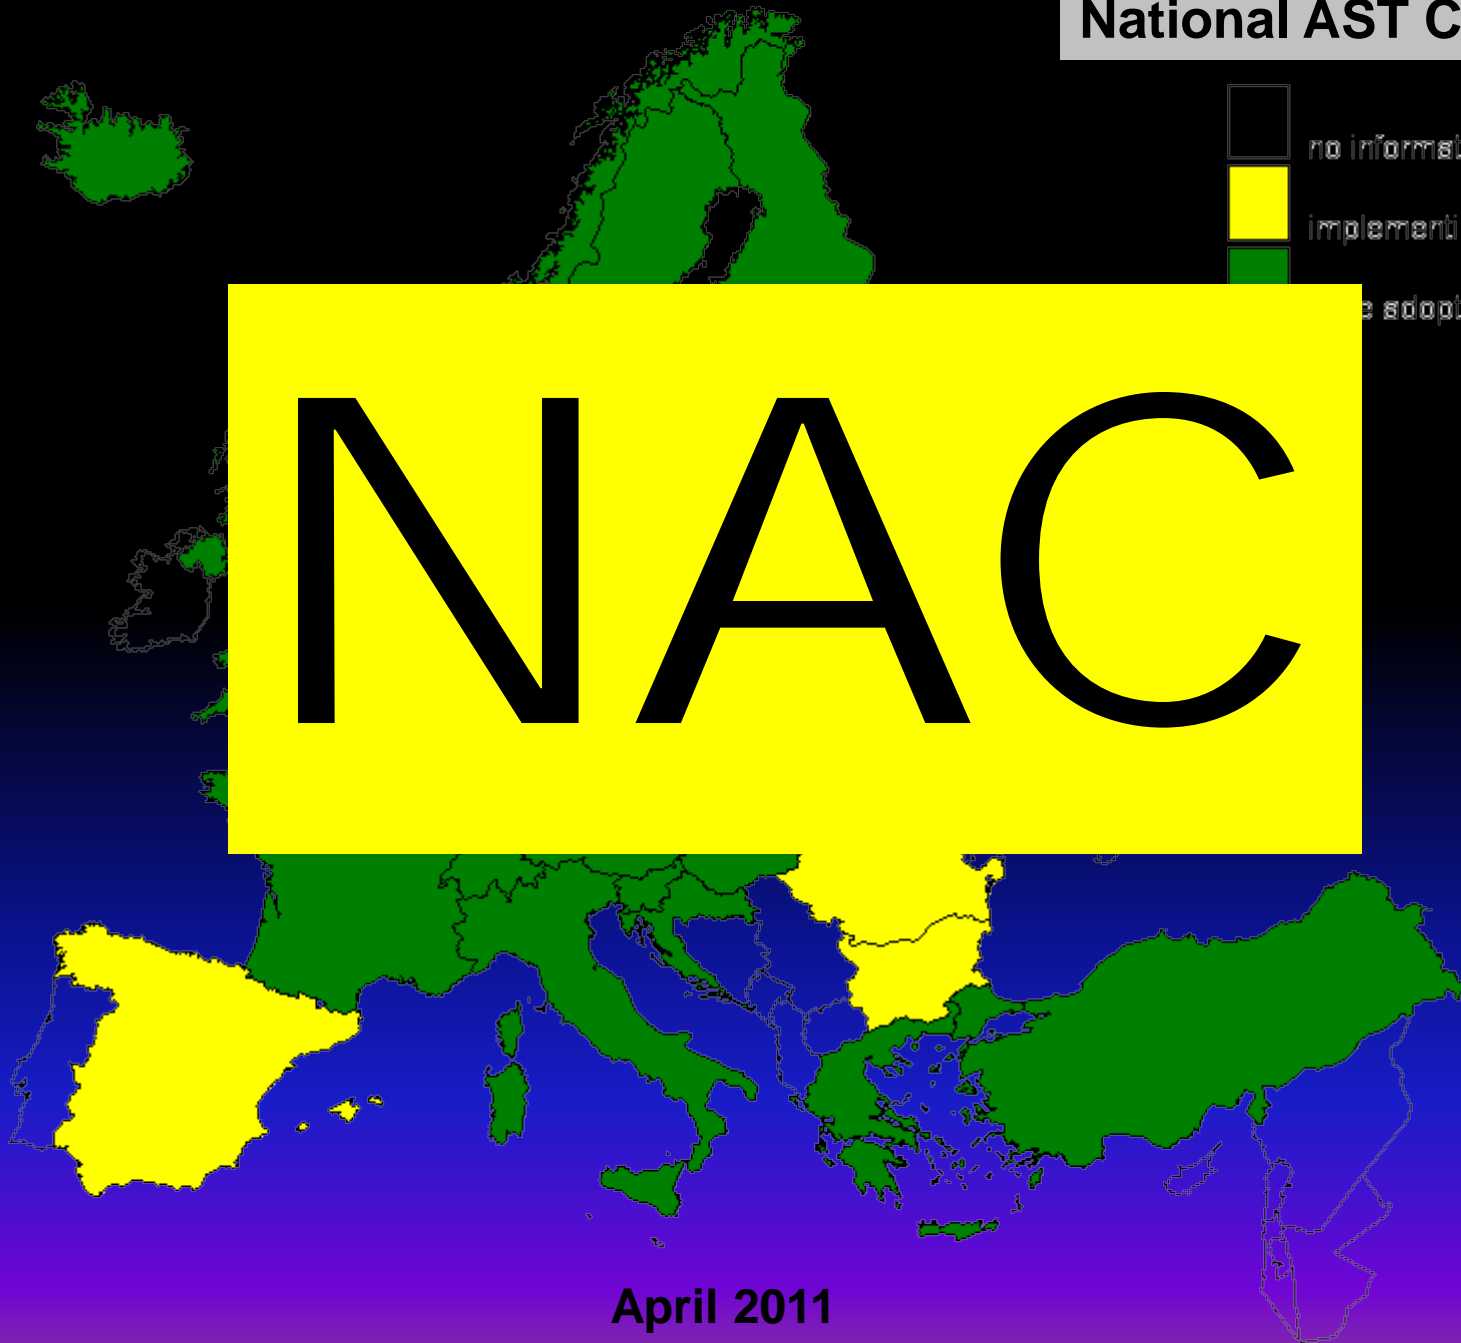 National AST C
no informat
implementi
e adopt
NAC
April 2011